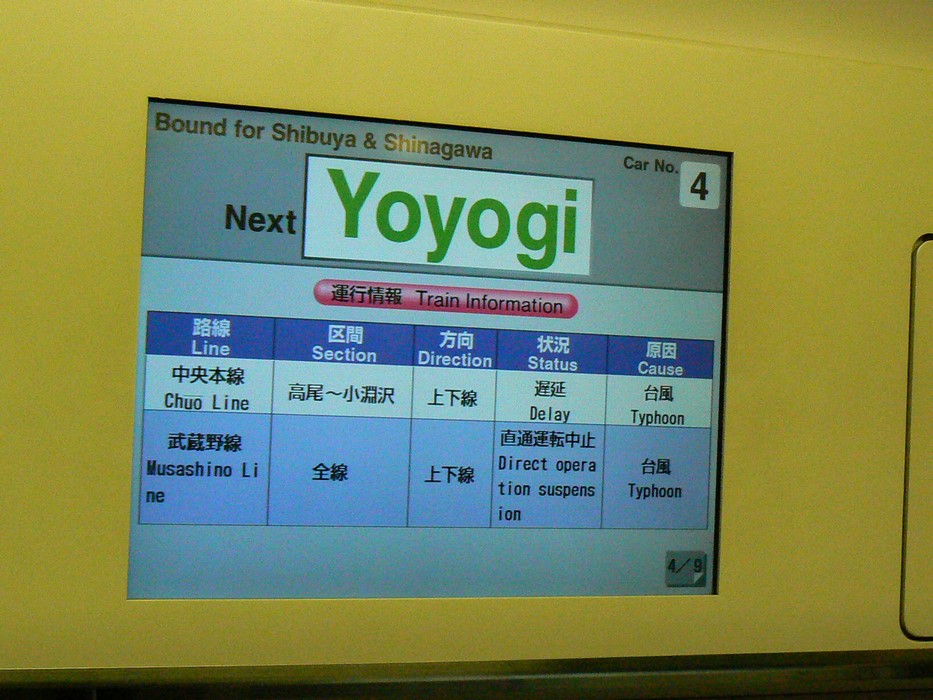 Bound for Shibuya & Shinagawa
Car No. 4
Next Yoyogi
運行情報 Train Information
路線 区間 方向 状況 原因
Line Section Direction Status Cause
中央本線 高尾～小淵沢 上下線 遅延 台風
Chuo Line Delay Typhoon
武蔵野線 全線 上下線 直通運転中止 台風
Musashino Li Direct opera Typhoon
ne tion suspens
ion
4/9